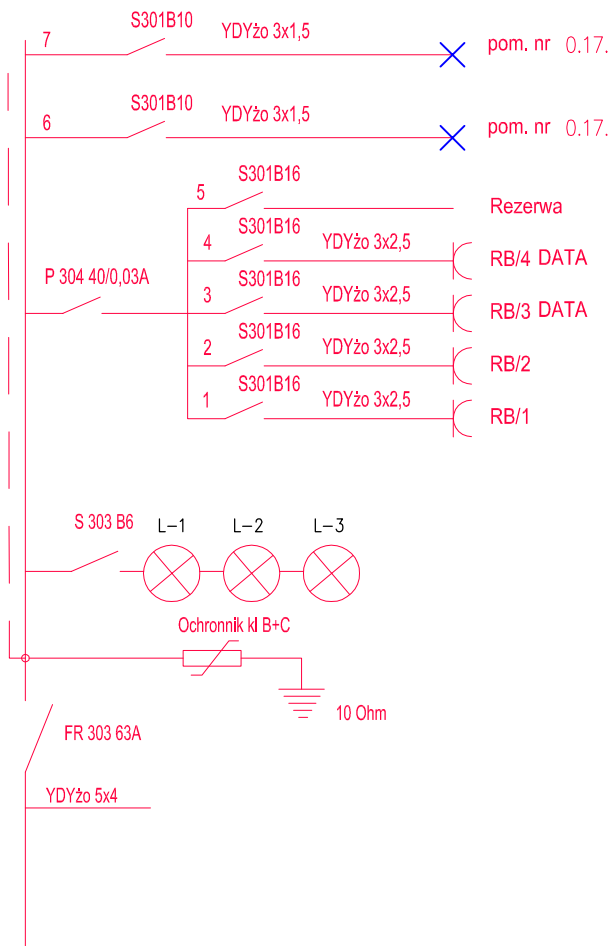 7 S301B10 YDYżo 3x1,5 pom. nr 0.17.
6 S301B10 YDYżo 3x1,5 pom. nr 0.17.
5 S301B16 Rezerwa
4 S301B16 YDYżo 3x2,5 RB/4 DATA
P 304 40/0,03A
3 S301B16 YDYżo 3x2,5 RB/3 DATA
2 S301B16 YDYżo 3x2,5 RB/2
1 S301B16 YDYżo 3x2,5 RB/1
S 303 B6 L-1 L-2 L-3
Ochronnik kl B+C
10 Ohm
FR 303 63A
YDYżo 5x4